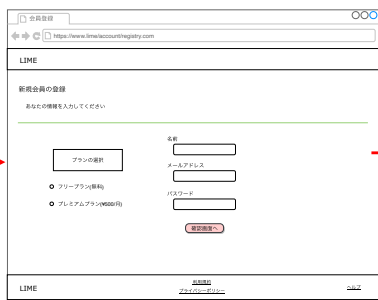 会員登録
https://www.lime/account/registry.com
LIME
新規会員の登録
あなたの情報を入力してください
プランの選択
フリープラン(無料)
プレミアムプラン(¥500/月)
名前
メールアドレス
パスワード
確認画面へ
LIME
利用規約
プライバシーポリシー
ヘルプ